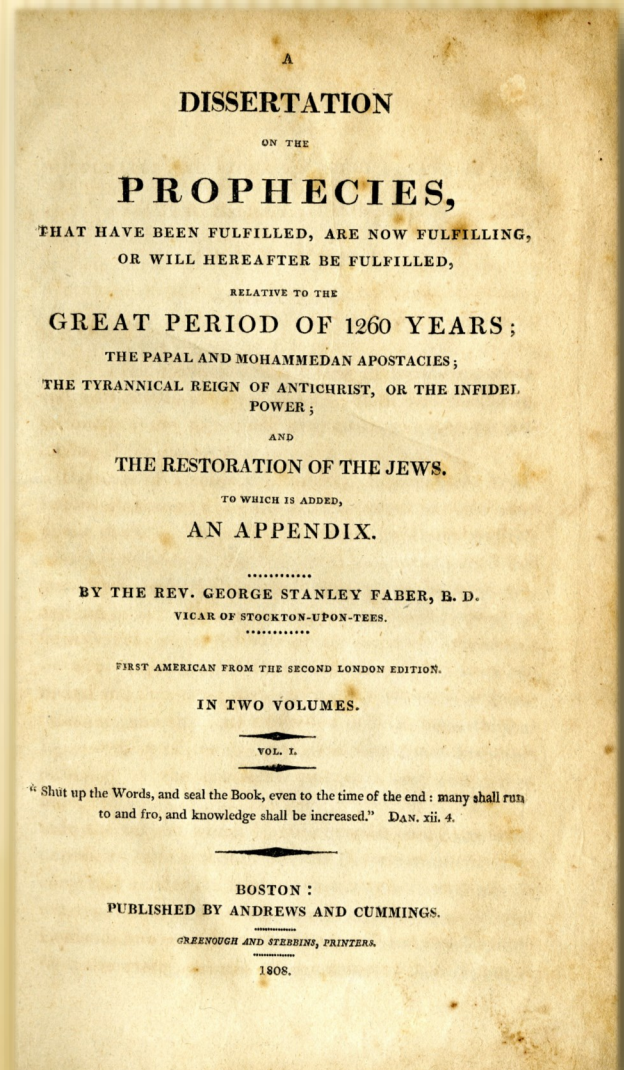 A
DISSERTATION
ON THE
PROPHECIES,
THAT HAVE BEEN FULFILLED, ARE NOW FULFILLING,
OR WILL HEREAFTER BE FULFILLED,
RELATIVE TO THE
GREAT PERIOD OF 1260 YEARS;
THE PAPAL AND MOHAMMEDAN APOSTACIES;
THE TYRANNICAL REIGN OF ANTICHRIST, OR THE INFIDEL
POWER;
AND
THE RESTORATION OF THE JEWS.
TO WHICH IS ADDED,
AN APPENDIX.
BY THE REV. GEORGE STANLEY FABER, B. D.
VICAR OF STOCKTON-UPON-TEES.
FIRST AMERICAN FROM THE SECOND LONDON EDITION.
IN TWO VOLUMES.
VOL. I.
"Shut up the Words, and seal the Book, even to the time of the end: many shall run
to and fro, and knowledge shall be increased." DAN. xii. 4.
BOSTON:
PUBLISHED BY ANDREWS AND CUMMINGS.
GREENOUGH AND STEBBINS, PRINTERS.
1808.